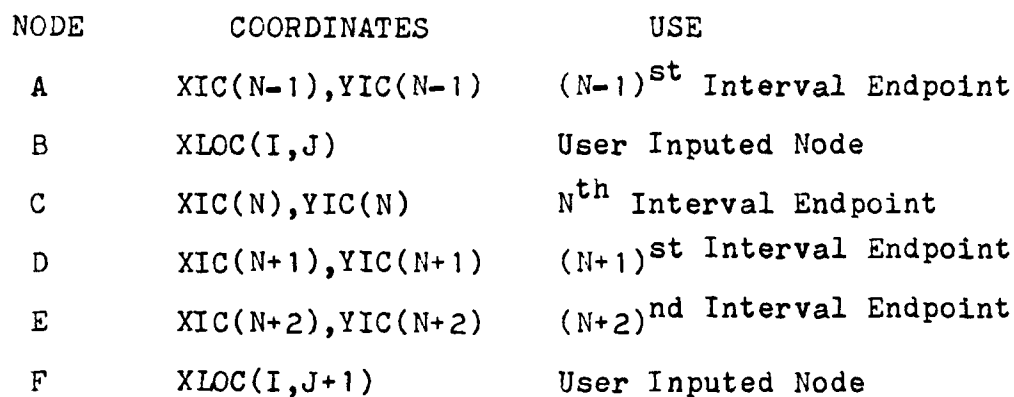 NODE COORDINATES USE
A XIC(N-1),YIC(N-1) (N-1)st Interval Endpoint
B XLOC(I,J) User Inputed Node
C XIC(N),YIC(N) Nth Interval Endpoint
D XIC(N+1),YIC(N+1) (N+1)st Interval Endpoint
E XIC(N+2),YIC(N+2) (N+2)nd Interval Endpoint
F XLOC(I,J+1) User Inputed Node